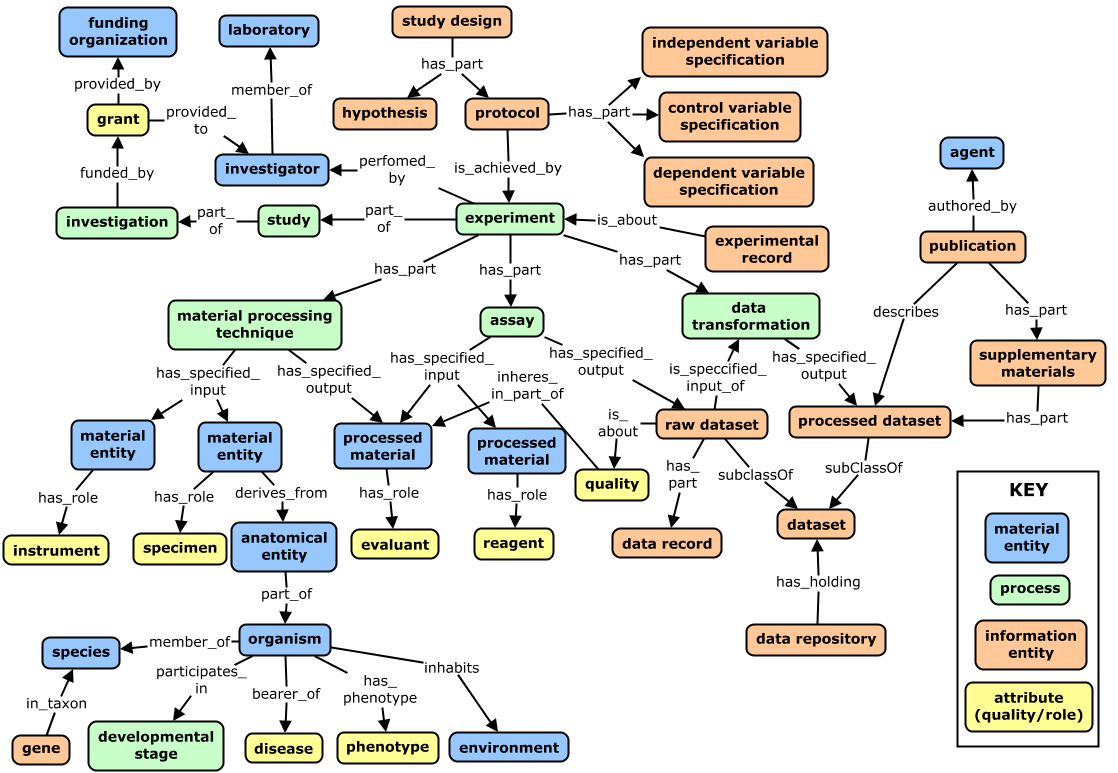 funding
organization
laboratory
study design
independent variable
specification
has_part
provided_by
member_of
grant
provided_
to
hypothesis
protocol
has_part
control variable
specification
agent
funded_by
investigator
perfomed_
by
is_achieved_by
dependent variable
specification
authored_by
investigation
part_
of
study
part_
of
experiment
is_about
experimental
record
publication
has_part
has_part
has_part
describes
has_part
material processing
technique
assay
data
transformation
supplementary
materials
has_specified_
input
has_specified_
output
has_specified_
input
inheres_
in_part_of
has_specified_
output
is_speccified_
input_of
has_specified_
output
has_part
material
entity
material
entity
processed
material
processed
material
is_
about
raw dataset
processed dataset
has_role
has_role
derives_from
has_role
has_role
quality
has_
part
subclassOf
subClassOf
instrument
specimen
anatomical
entity
evaluant
reagent
data record
dataset
part_of
has_holding
species
member_of
organism
data repository
in_taxon
participates_
in
bearer_of
has_
phenotype
inhabits
gene
developmental
stage
disease
phenotype
environment
KEY
material
entity
process
information
entity
attribute
(quality/role)